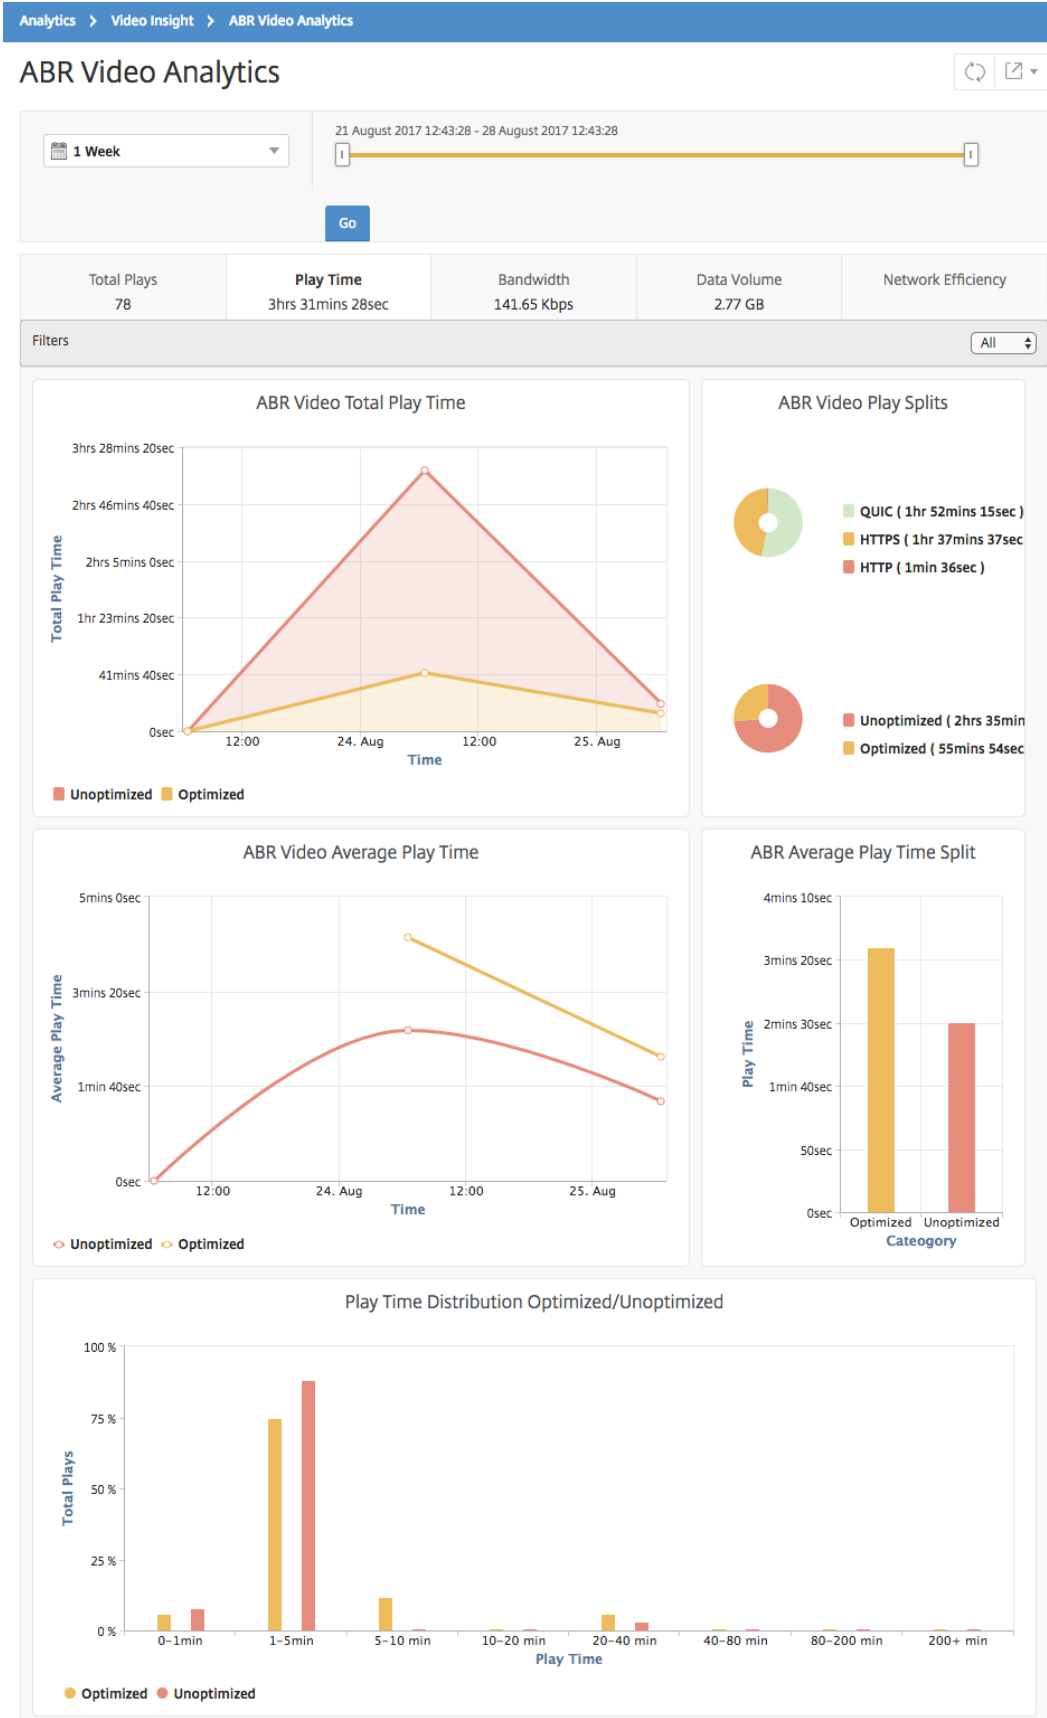 Analytics > Video Insight > ABR Video Analytics
ABR Video Analytics
1 Week
21 August 2017 12:43:28 - 28 August 2017 12:43:28
Go
Total Plays
78
Play Time
3hrs 31mins 28sec
Bandwidth
141.65 Kbps
Data Volume
2.77 GB
Network Efficiency
Filters
All
ABR Video Total Play Time
Total Play Time
3hrs 28mins 20sec
2hrs 46mins 40sec
2hrs 5mins 0sec
1hr 23mins 20sec
41mins 40sec
0sec
12:00
24. Aug
12:00
25. Aug
Time
Unoptimized
Optimized
ABR Video Play Splits
QUIC ( 1hr 52mins 15sec )
HTTPS ( 1hr 37mins 37sec
HTTP ( 1min 36sec )
Unoptimized ( 2hrs 35min
Optimized ( 55mins 54sec
ABR Video Average Play Time
Average Play Time
5mins 0sec
3mins 20sec
1min 40sec
0sec
12:00
24. Aug
12:00
25. Aug
Time
Unoptimized
Optimized
ABR Average Play Time Split
Play Time
4mins 10sec
3mins 20sec
2mins 30sec
1min 40sec
50sec
0sec
Optimized
Unoptimized
Cateogory
Play Time Distribution Optimized/Unoptimized
Total Plays
100 %
75 %
50 %
25 %
0 %
0-1min
1-5min
5-10 min
10-20 min
20-40 min
40-80 min
80-200 min
200+ min
Play Time
Optimized
Unoptimized